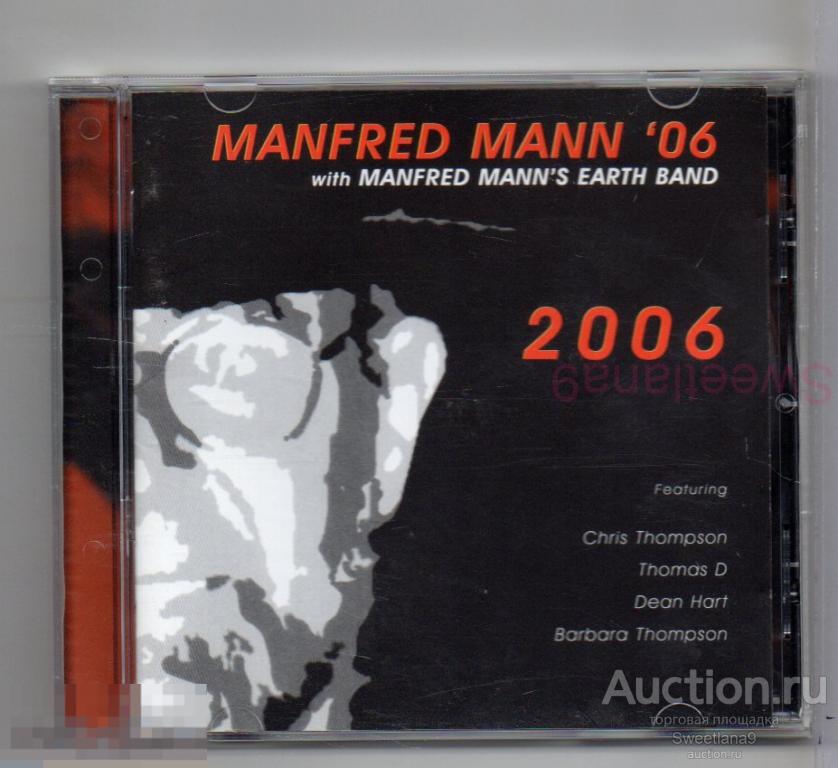 MANFRED MANN '06
with MANFRED MANN'S EARTH BAND
2006
Sweetlana9
Featuring
Chris Thompson
Thomas D
Dean Hart
Barbara Thompson
Auction.ru
торговая площадка
Sweetlana9
auction.ru